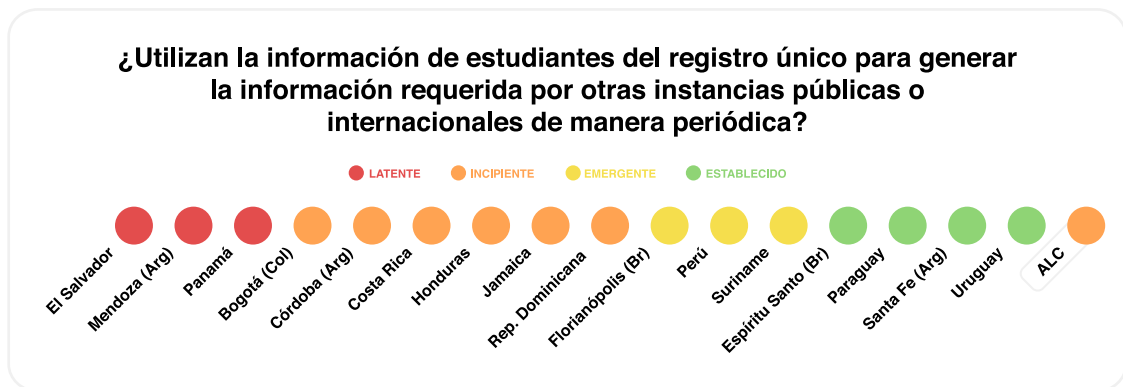 ¿Utilizan la información de estudiantes del registro único para generar
la información requerida por otras instancias públicas o
internacionales de manera periódica?
LATENTE
INCIPIENTE
EMERGENTE
ESTABLECIDO
El Salvador
Mendoza (Arg)
Panamá
Bogotá (Col)
Córdoba (Arg)
Costa Rica
Honduras
Jamaica
Rep. Dominicana
Florianópolis (Br)
Perú
Suriname
Espíritu Santo (Br)
Paraguay
Santa Fe (Arg)
Uruguay
ALC